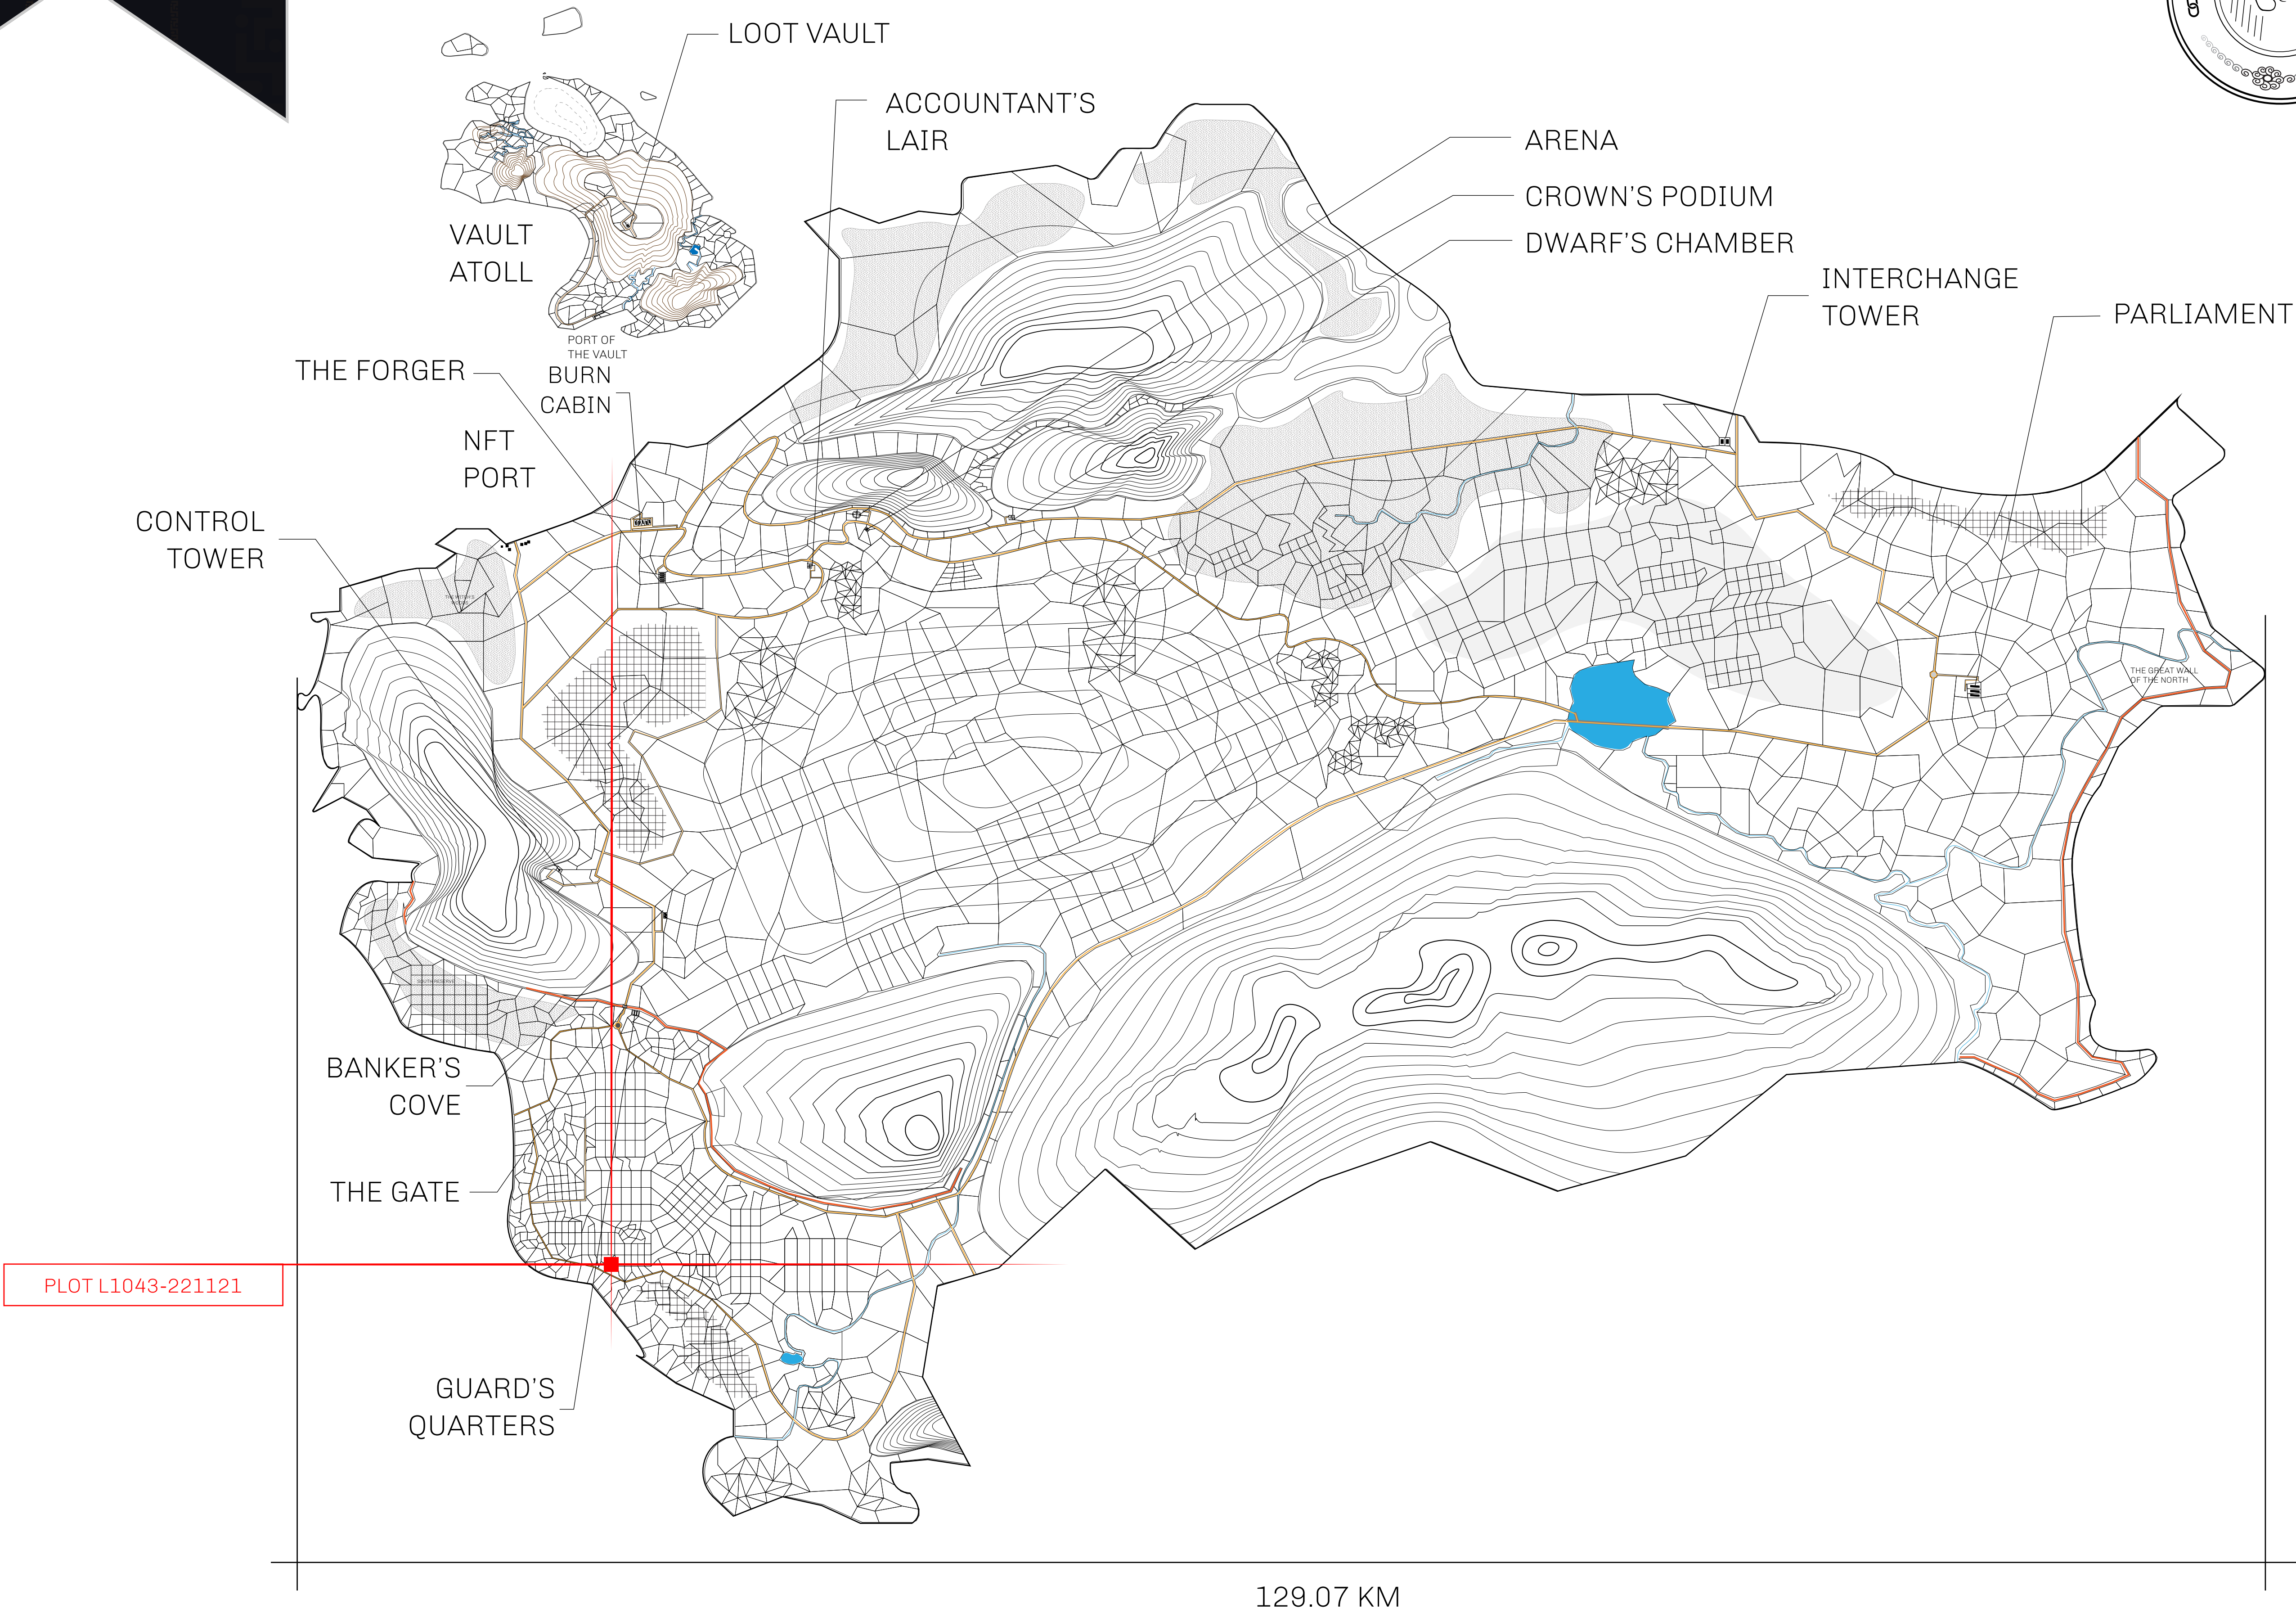 LOOT VAULT
ACCOUNTANT'S
LAIR
ARENA
CROWN'S PODIUM
DWARF'S CHAMBER
VAULT
ATOLL
INTERCHANGE
TOWER
PARLIAMENT
PORT OF
THE VAULT
THE FORGER
BURN
CABIN
NFT
PORT
CONTROL
TOWER
THE GREAT WALL
OF THE NORTH
SOUTH RESERVE
BANKER'S
COVE
THE GATE
PLOT L1043-221121
GUARD'S
QUARTERS
129.07 KM